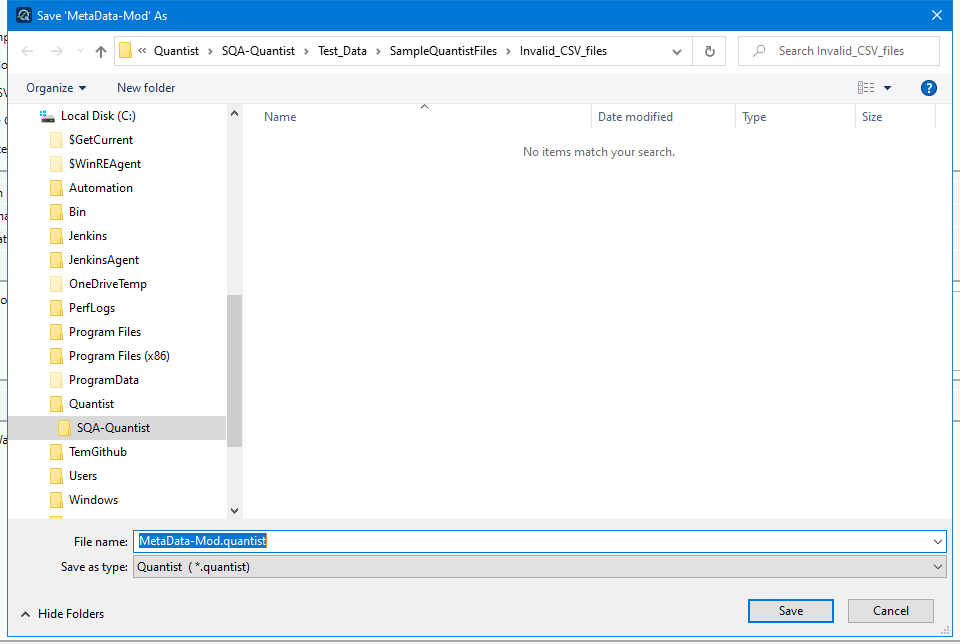 Save 'MetaData-Mod' As
« Quantist > SQA-Quantist > Test_Data > SampleQuantistFiles > Invalid_CSV_files
Search Invalid_CSV_files
Organize
New folder
?
Local Disk (C:)
$GetCurrent
$WinREAgent
Automation
Bin
Jenkins
JenkinsAgent
OneDriveTemp
PerfLogs
Program Files
Program Files (x86)
ProgramData
Quantist
SQA-Quantist
TemGithub
Users
Windows
Name Date modified Type Size
No items match your search.
File name: MetaData-Mod.quantist
Save as type: Quantist ( *.quantist)
Hide Folders
Save
Cancel